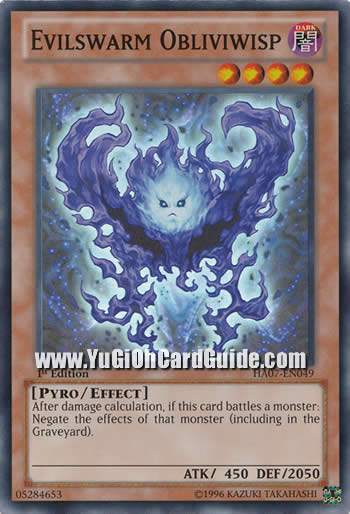 EVILSWARM OBLIVIWISP
DARK
闇
www.YuGiOhCardGuide.com
1st Edition
HA07-EN049
[PYRO/EFFECT]
After damage calculation, if this card battles a monster:
Negate the effects of that monster (including in the
Graveyard).
ATK/ 450 DEF/2050
05284653
©1996 KAZUKI TAKAHASHI